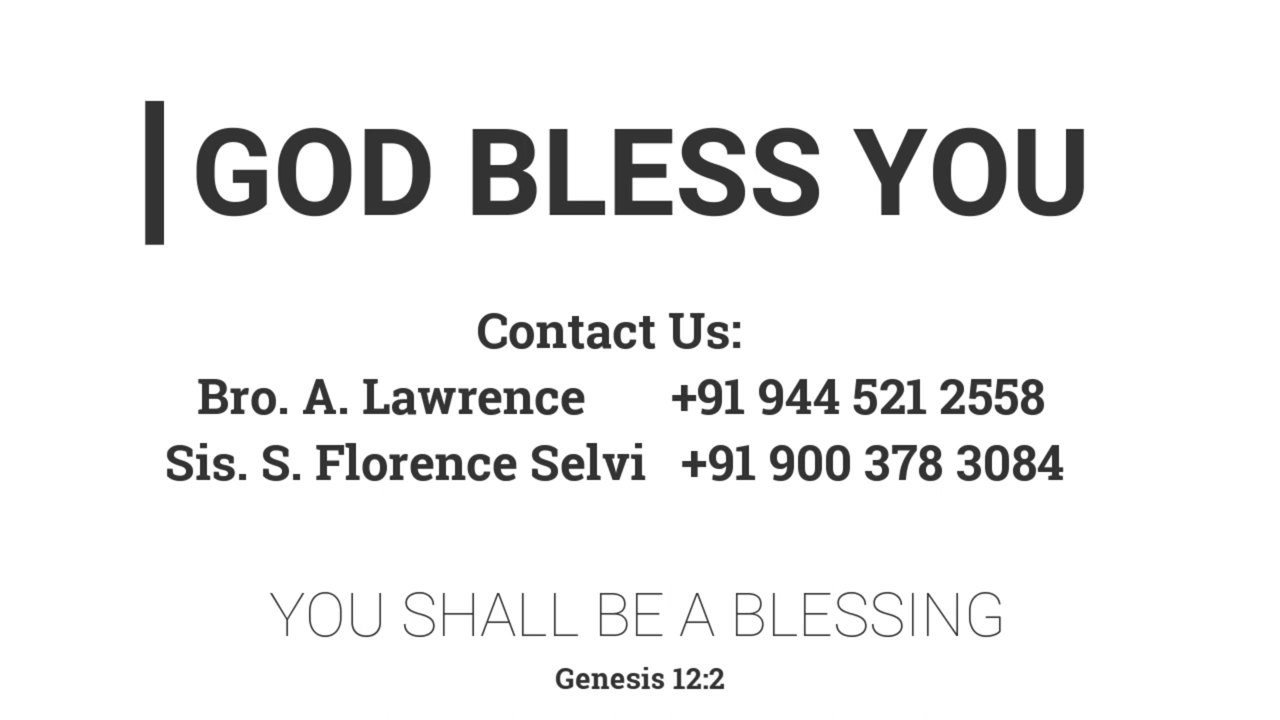 GOD BLESS YOU
Contact Us:
Bro. A. Lawrence +91 944 521 2558
Sis. S. Florence Selvi +91 900 378 3084
YOU SHALL BE A BLESSING
Genesis 12:2